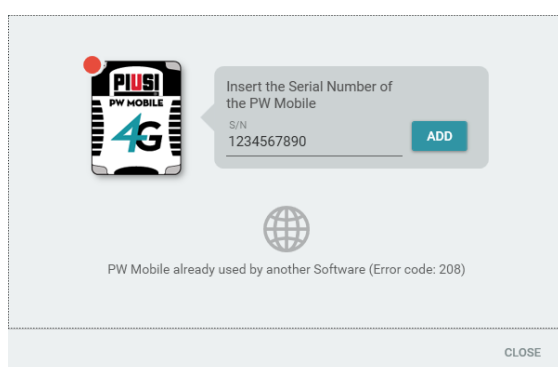 PIUSI
PW MOBILE
4G
Insert the Serial Number of
the PW Mobile
S/N
1234567890
ADD
PW Mobile already used by another Software (Error code: 208)
CLOSE